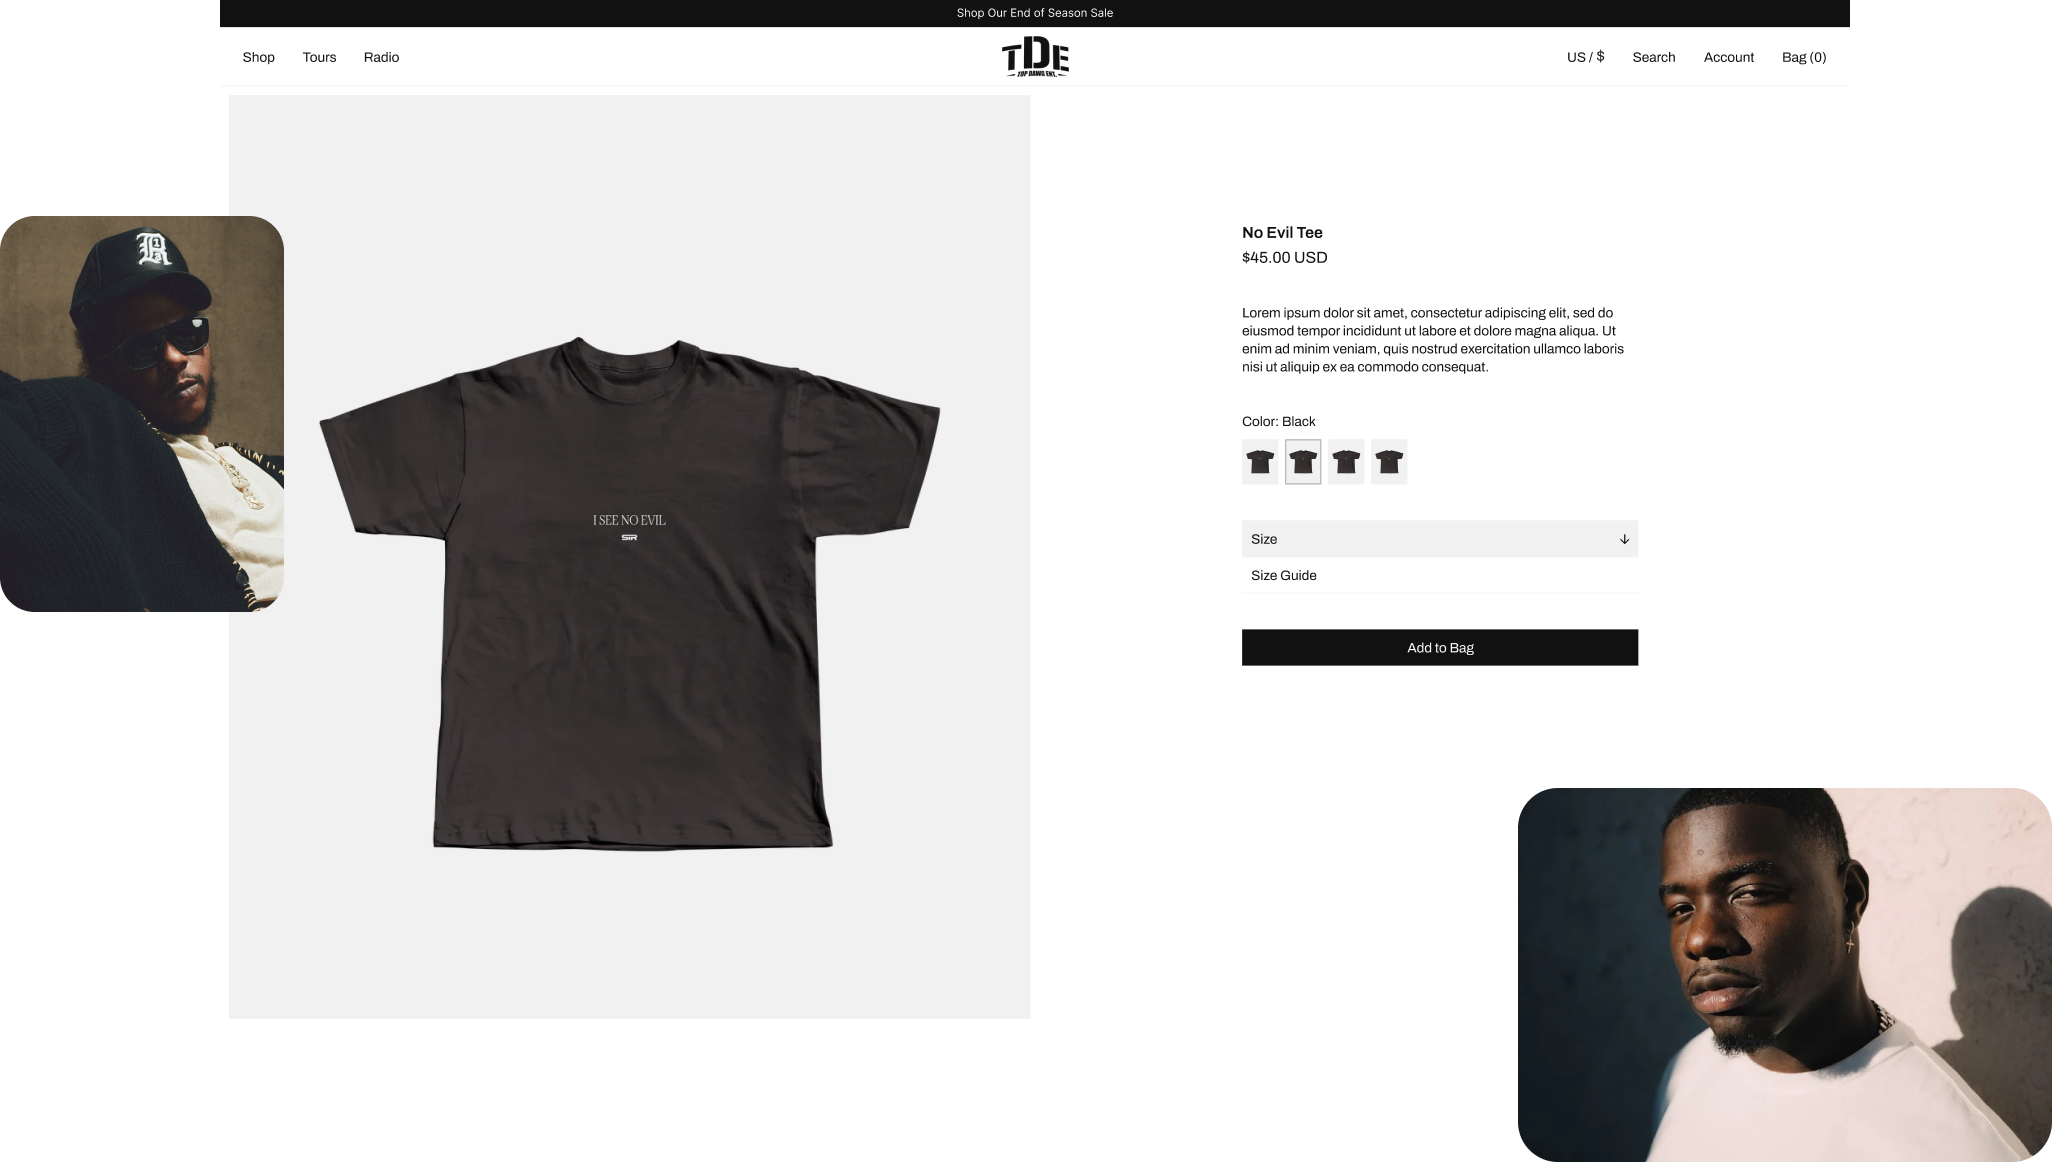 Shop Our End of Season Sale
Shop Tours Radio
TDE
TOP DAWG ENT.
US / $ Search Account Bag (0)
No Evil Tee
$45.00 USD
Lorem ipsum dolor sit amet, consectetur adipiscing elit, sed do
eiusmod tempor incididunt ut labore et dolore magna aliqua. Ut
enim ad minim veniam, quis nostrud exercitation ullamco laboris
nisi ut aliquip ex ea commodo consequat.
Color: Black
I SEE NO EVIL
SIR
Size
Size Guide
Add to Bag